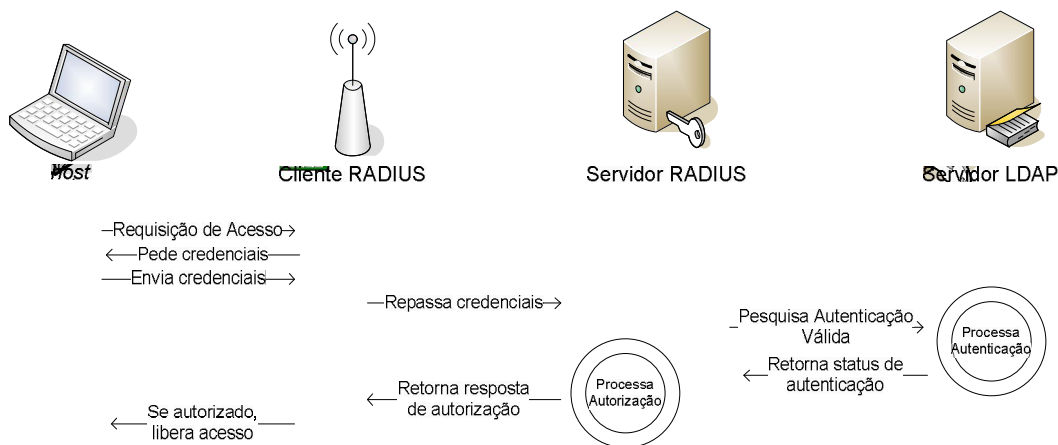 host
Cliente RADIUS
Servidor RADIUS
Servidor LDAP
Requisição de Acesso
Pede credenciais
Envia credenciais
Repassa credenciais
Pesquisa Autenticação
Válida
Processa
Autenticação
Retorna status de
autenticação
Processa
Autorização
Retorna resposta
de autorização
Se autorizado,
libera acesso